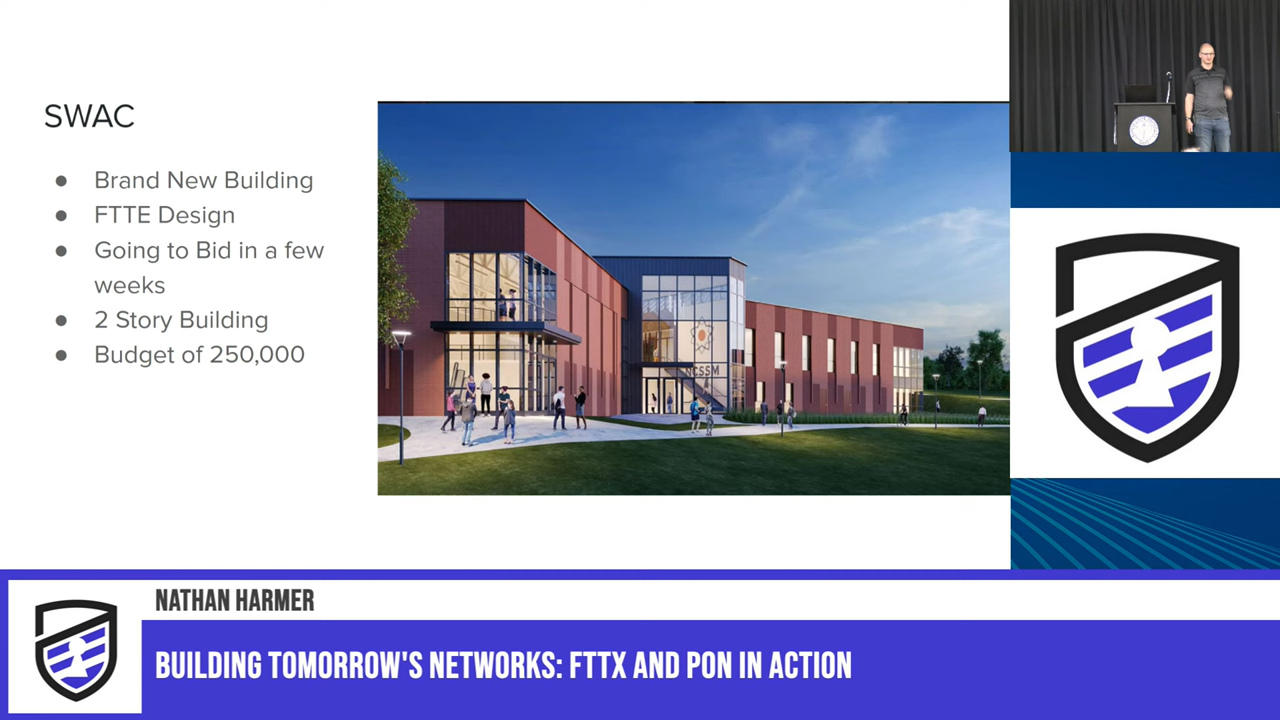 SWAC
● Brand New Building
● FTTE Design
● Going to Bid in a few
weeks
● 2 Story Building
● Budget of 250,000
NCSSM
NATHAN HARMER
BUILDING TOMORROW'S NETWORKS: FTTX AND PON IN ACTION